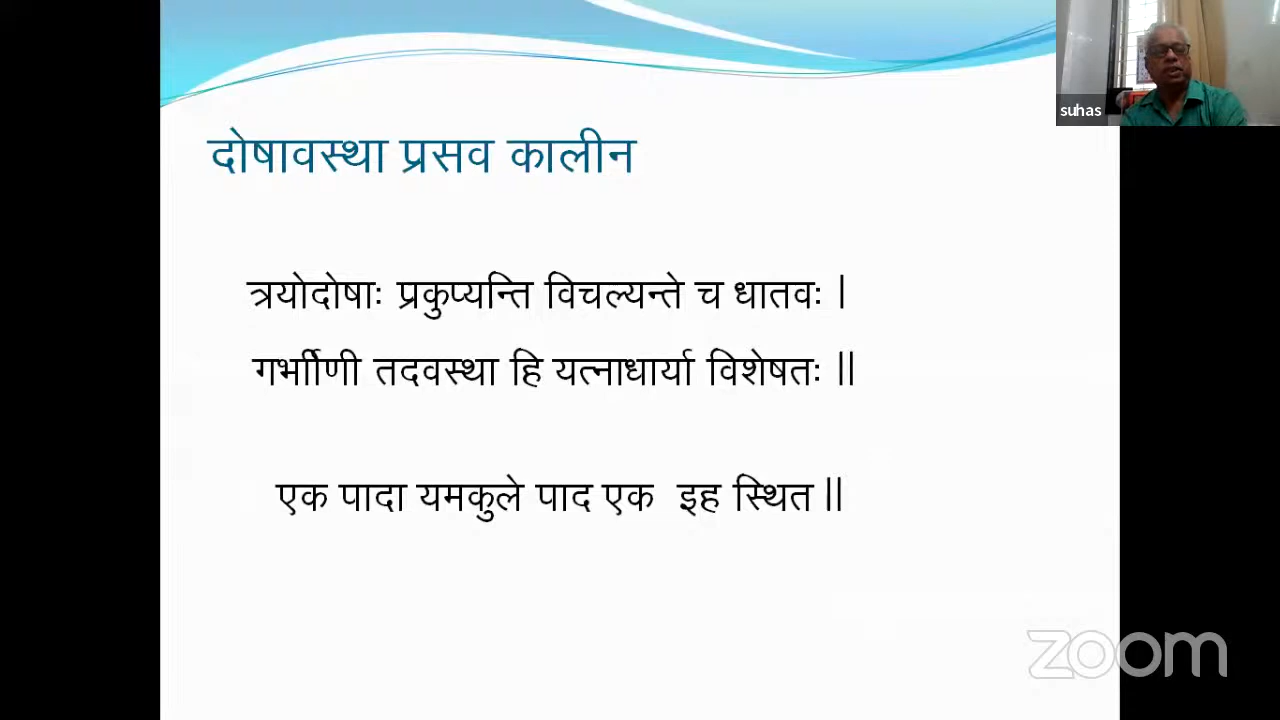 suhas
दोषावस्था प्रसव कालीन
त्रयोदोषाः प्रकुप्यन्ति विचल्यन्ते च धातवः |
गर्भाीिणी तदवस्था हि यत्नाधार्या विशेषतः ||
एक पादा यमकुले पाद एक इह स्थित ||
zoom